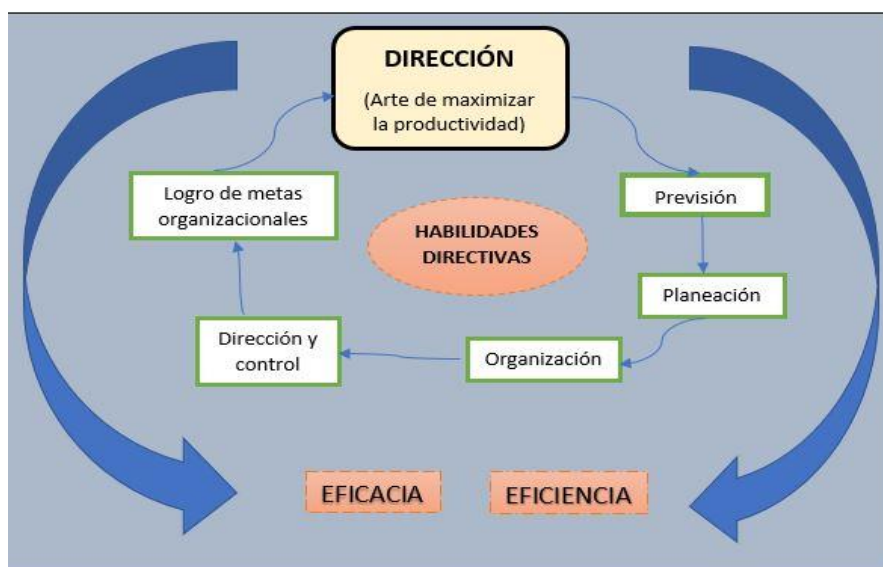 DIRECCIÓN
(Arte de maximizar
la productividad)
Logro de metas
organizacionales
Previsión
HABILIDADES
DIRECTIVAS
Planeación
Dirección y
control
Organización
EFICACIA
EFICIENCIA